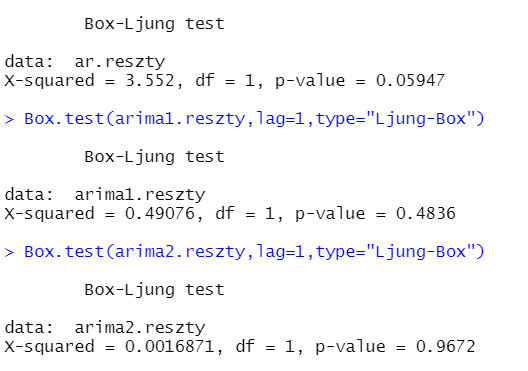 Box-Ljung test
data:  ar.reszty
X-squared = 3.552, df = 1, p-value = 0.05947
> Box.test(arima1.reszty,lag=1,type="Ljung-Box")
Box-Ljung test
data:  arima1.reszty
X-squared = 0.49076, df = 1, p-value = 0.4836
> Box.test(arima2.reszty,lag=1,type="Ljung-Box")
Box-Ljung test
data:  arima2.reszty
X-squared = 0.0016871, df = 1, p-value = 0.9672